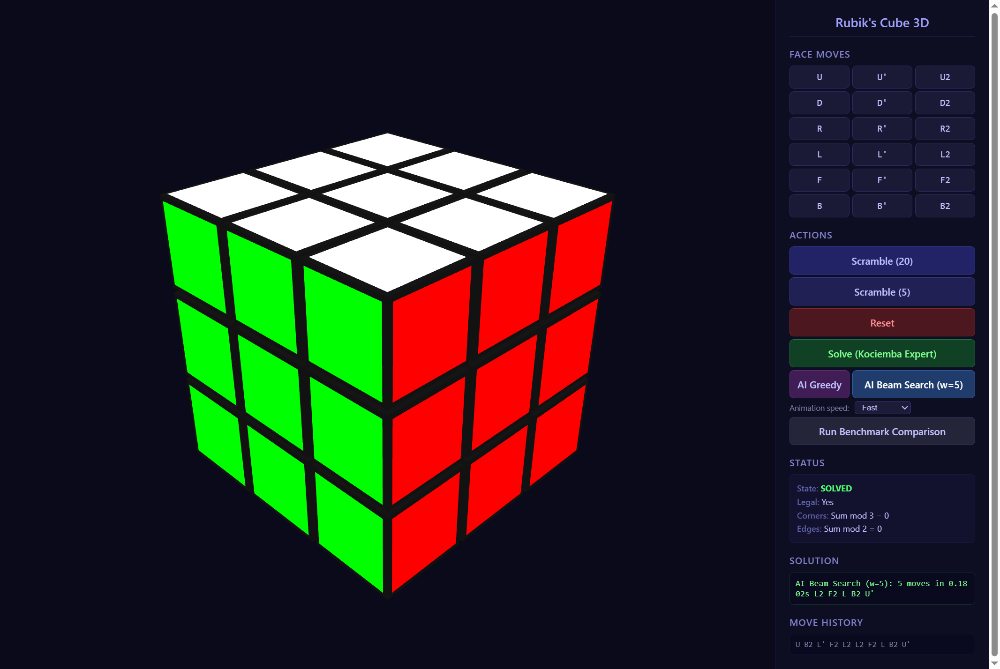 Rubik's Cube 3D
FACE MOVES
U U' U2
D D' D2
R R' R2
L L' L2
F F' F2
B B' B2
ACTIONS
Scramble (20)
Scramble (5)
Reset
Solve (Kociemba Expert)
AI Greedy AI Beam Search (w=5)
Animation speed: Fast
Run Benchmark Comparison
STATUS
State: SOLVED
Legal: Yes
Corners: Sum mod 3 = 0
Edges: Sum mod 2 = 0
SOLUTION
AI Beam Search (w=5): 5 moves in 0.18
02s L2 F2 L B2 U'
MOVE HISTORY
U B2 L' F2 L2 L2 F2 L B2 U'